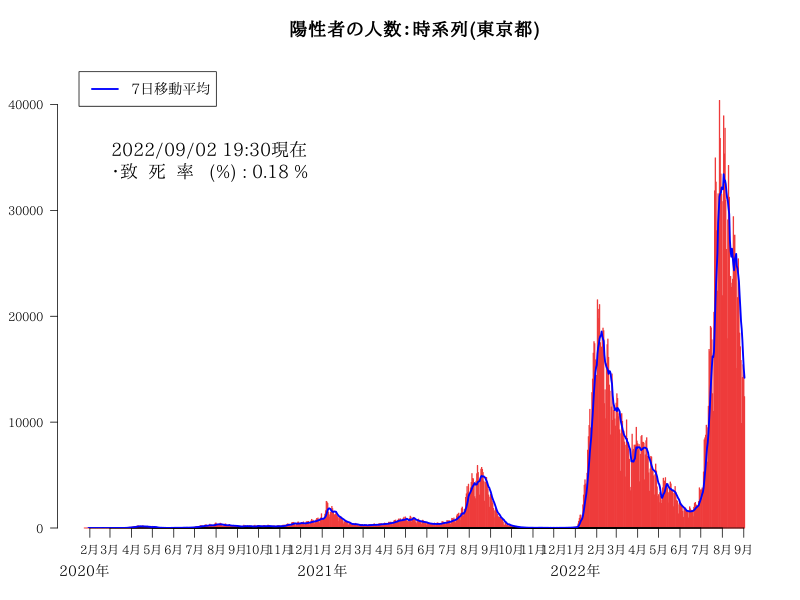 陽性者の人数：時系列(東京都)
7日移動平均
2022/09/02 19:30現在
・致 死 率 (%) : 0.18 %
40000
30000
20000
10000
0
2月 3月 4月 5月 6月 7月 8月 9月 10月 11月 12月 1月 2月 3月 4月 5月 6月 7月 8月 9月 10月 11月 12月 1月 2月 3月 4月 5月 6月 7月 8月 9月
2020年 2021年 2022年